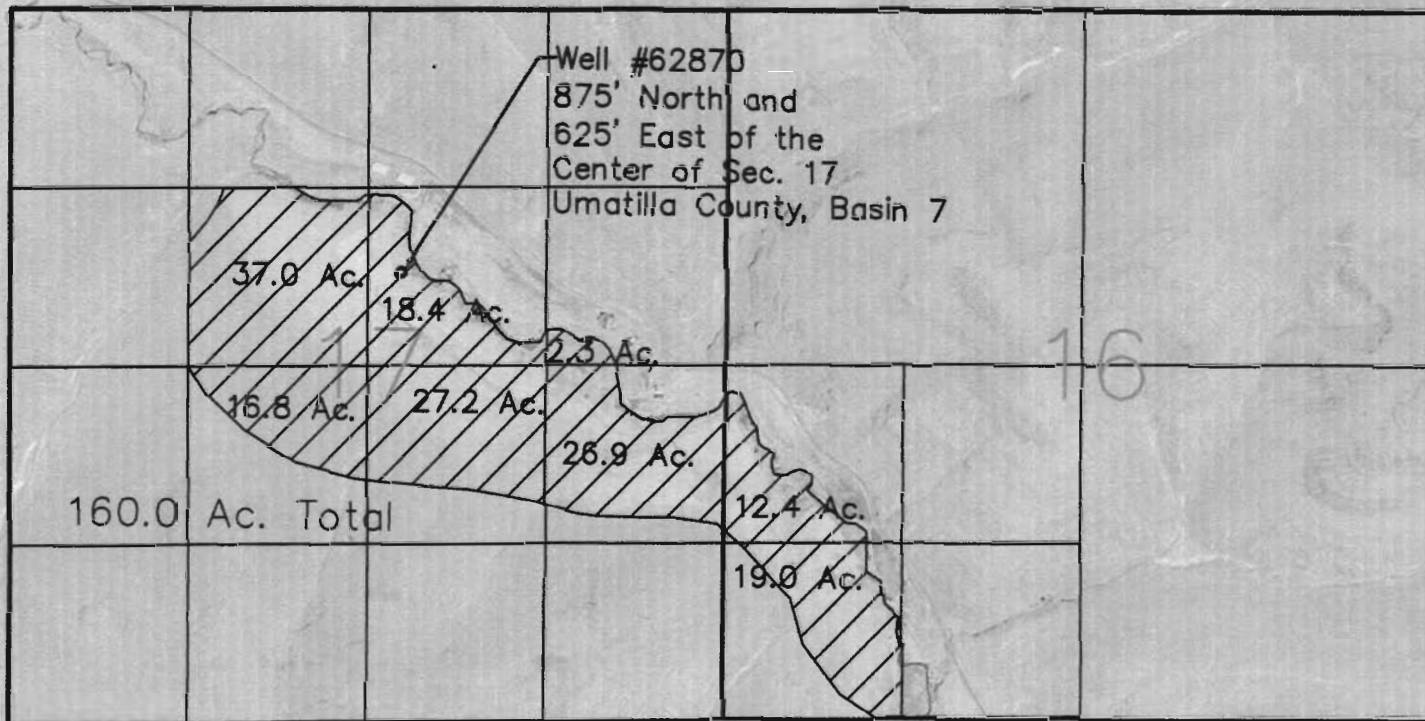 Well #62870
875' North and
625' East of the
Center of Sec. 17
Umatilla County, Basin 7
37.0 Ac.
18.4 Ac.
2.3 Ac.
17
16
16.8 Ac.
27.2 Ac.
26.9 Ac.
160.0 Ac. Total
12.4 Ac.
19.0 Ac.